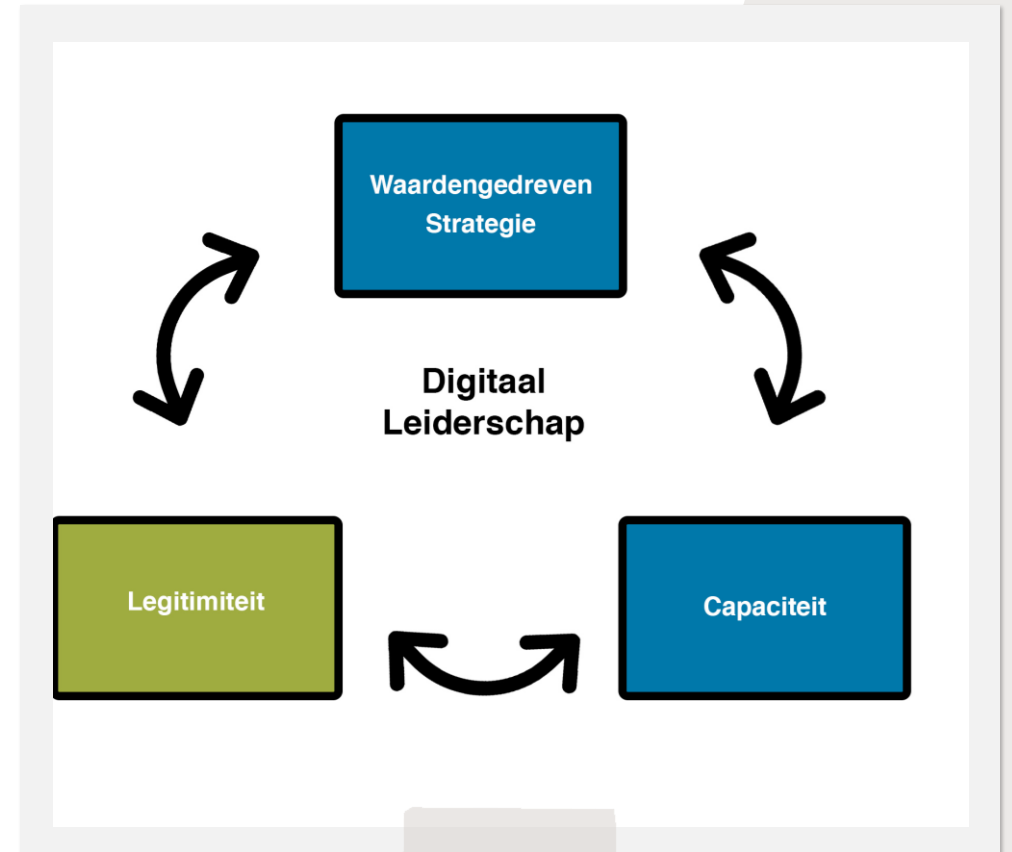 Waardengedreven
Strategie
Digitaal
Leiderschap
Legitimiteit
Capaciteit